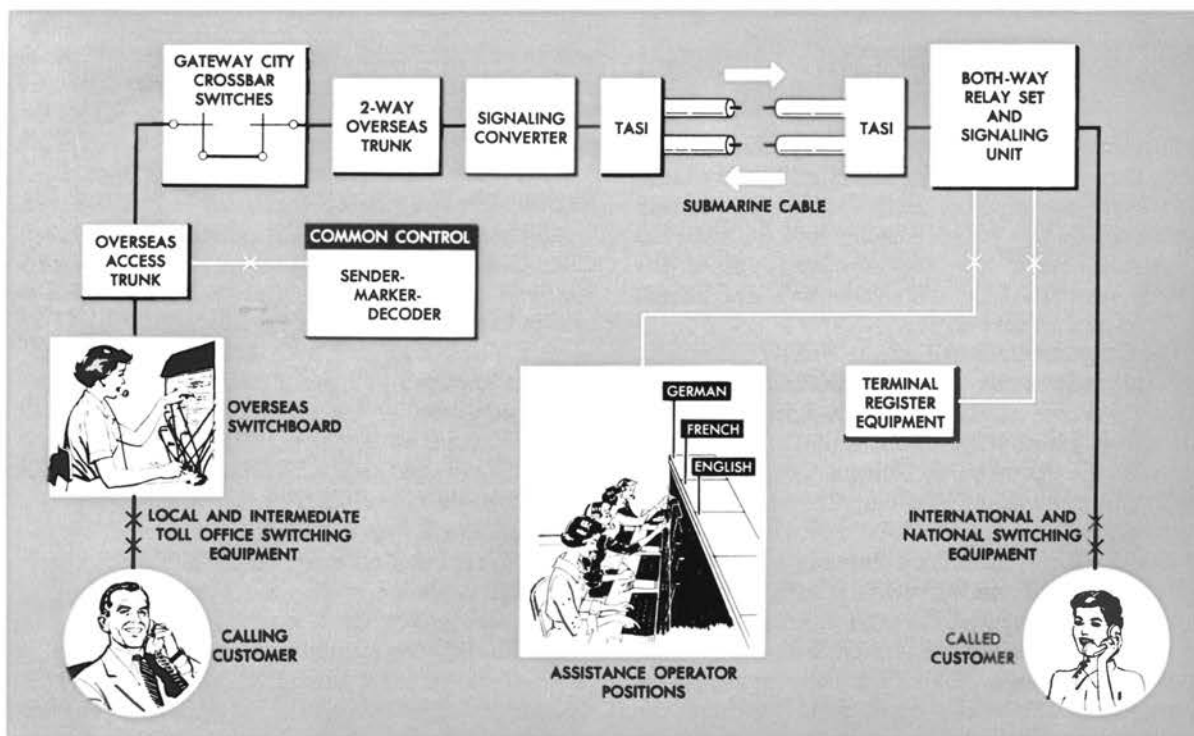 GATEWAY CITY
CROSSBAR
SWITCHES
2-WAY
OVERSEAS
TRUNK
SIGNALING
CONVERTER
TASI
TASI
BOTH-WAY
RELAY SET
AND
SIGNALING
UNIT
SUBMARINE CABLE
OVERSEAS
ACCESS
TRUNK
COMMON CONTROL
SENDER-
MARKER-
DECODER
OVERSEAS
SWITCHBOARD
GERMAN
FRENCH
ENGLISH
TERMINAL
REGISTER
EQUIPMENT
LOCAL AND INTERMEDIATE
TOLL OFFICE SWITCHING
EQUIPMENT
INTERNATIONAL AND
NATIONAL SWITCHING
EQUIPMENT
CALLING
CUSTOMER
ASSISTANCE OPERATOR
POSITIONS
CALLED
CUSTOMER